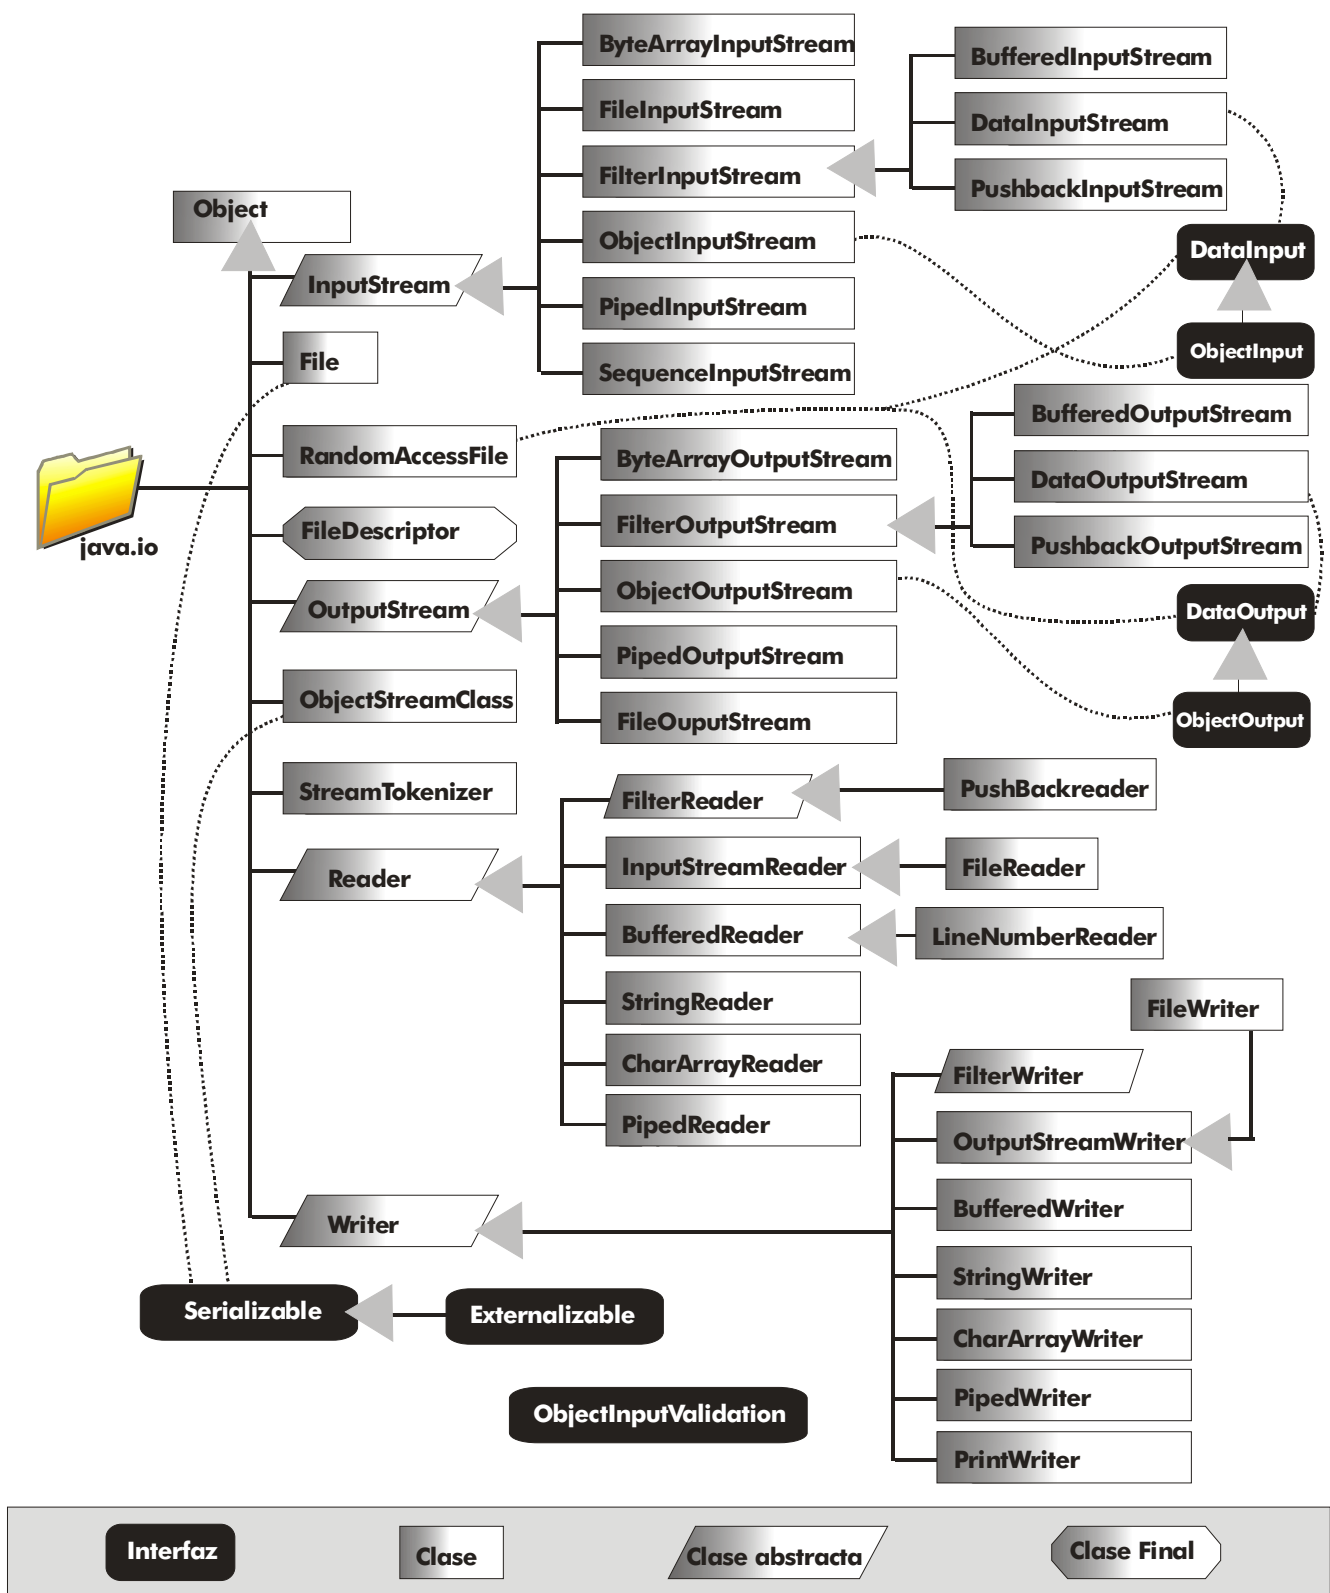 Object
InputStream
ByteArrayInputStream
FileInputStream
FilterInputStream
ObjectInputStream
PipedInputStream
SequenceInputStream
BufferedInputStream
DataInputStream
PushbackInputStream
DataInput
ObjectInput
File
RandomAccessFile
FileDescriptor
java.io
OutputStream
ByteArrayOutputStream
FilterOutputStream
ObjectOutputStream
PipedOutputStream
FileOuputStream
BufferedOutputStream
DataOutputStream
PushbackOutputStream
DataOutput
ObjectOutput
ObjectStreamClass
StreamTokenizer
Reader
FilterReader
InputStreamReader
BufferedReader
StringReader
CharArrayReader
PipedReader
PushBackreader
FileReader
LineNumberReader
FileWriter
Writer
FilterWriter
OutputStreamWriter
BufferedWriter
StringWriter
CharArrayWriter
PipedWriter
PrintWriter
Serializable
Externalizable
ObjectInputValidation
Interfaz
Clase
Clase abstracta
Clase Final